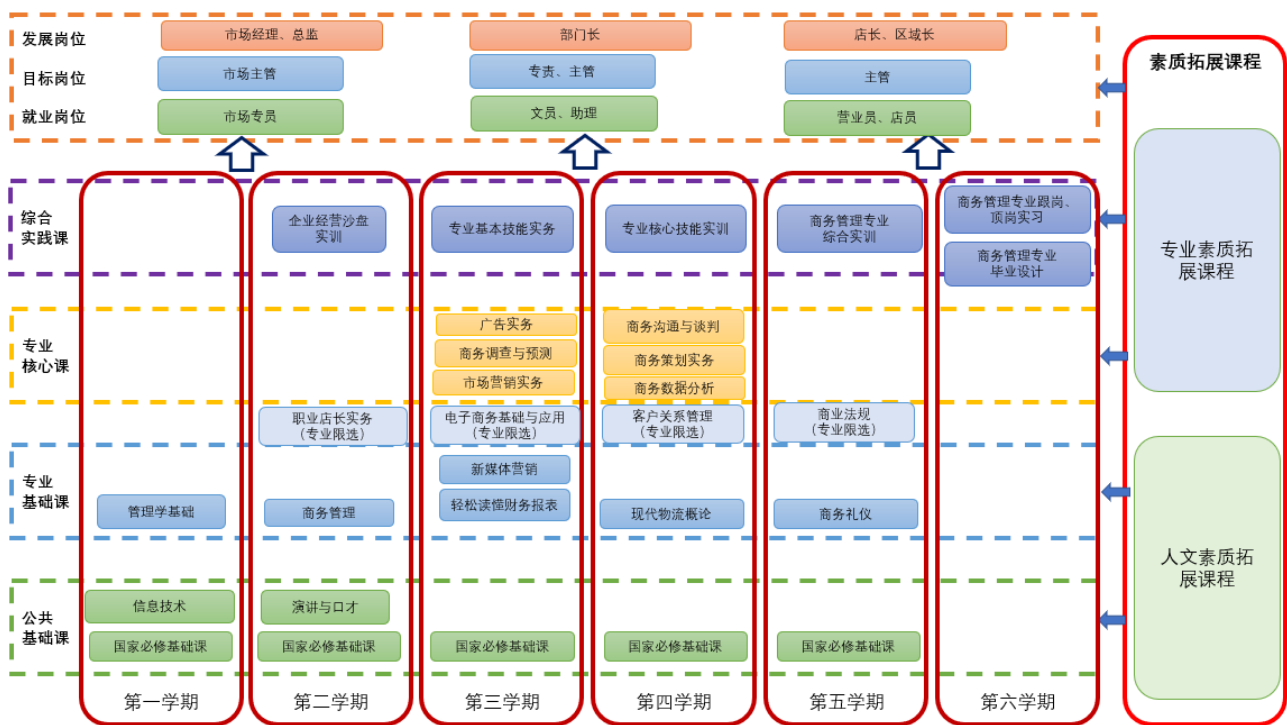 发展岗位
市场经理、总监
部门长
店长、区域长
目标岗位
市场主管
专责、主管
主管
就业岗位
市场专员
文员、助理
营业员、店员
素质拓展课程
专业素质拓
展课程
人文素质拓
展课程
综合
实践课
企业经营沙盘
实训
专业基本技能实务
专业核心技能实训
商务管理专业
综合实训
商务管理专业跟岗、
顶岗实习
商务管理专业
毕业设计
专业
核心课
广告实务
商务调查与预测
市场营销实务
商务沟通与谈判
商务策划实务
商务数据分析
职业店长实务
（专业限选）
电子商务基础与应用
（专业限选）
客户关系管理
（专业限选）
商业法规
（专业限选）
专业
基础课
管理学基础
商务管理
新媒体营销
轻松读懂财务报表
现代物流概论
商务礼仪
公共
基础课
信息技术
演讲与口才
国家必修基础课
国家必修基础课
国家必修基础课
国家必修基础课
国家必修基础课
第一学期
第二学期
第三学期
第四学期
第五学期
第六学期